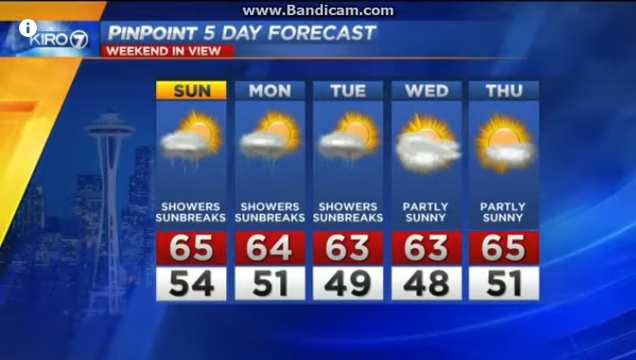 www.Bandicam.com
i
KIRO 7
PINPOINT 5 DAY FORECAST
WEEKEND IN VIEW
SUN MON TUE WED THU
SHOWERS SHOWERS SHOWERS PARTLY PARTLY
SUNBREAKS SUNBREAKS SUNBREAKS SUNNY SUNNY
65 64 63 63 65
54 51 49 48 51